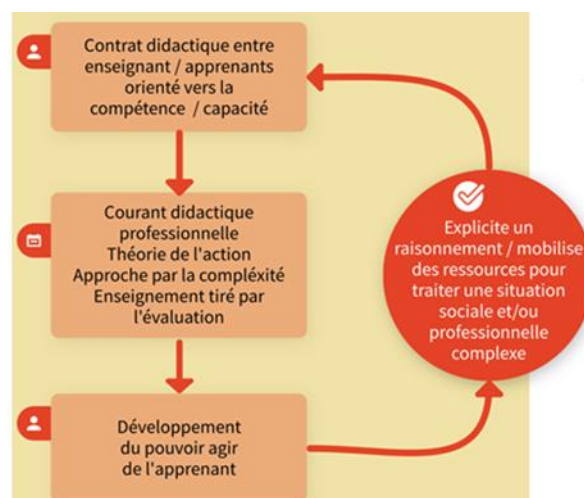 Contrat didactique entre
enseignant / apprenants
orienté vers la
compétence / capacité
Courant didactique
professionnelle
Théorie de l'action
Approche par la compléxité
Enseignement tiré par
l'évaluation
Développement
du pouvoir agir
de l'apprenant
Explicite un
raisonnement / mobilise
des ressources pour
traiter une situation
sociale et/ou
professionnelle
complexe